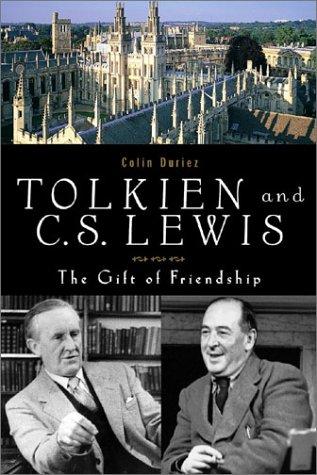 Colin Duriez
TOLKIEN and
C.S. LEWIS
The Gift of Friendship